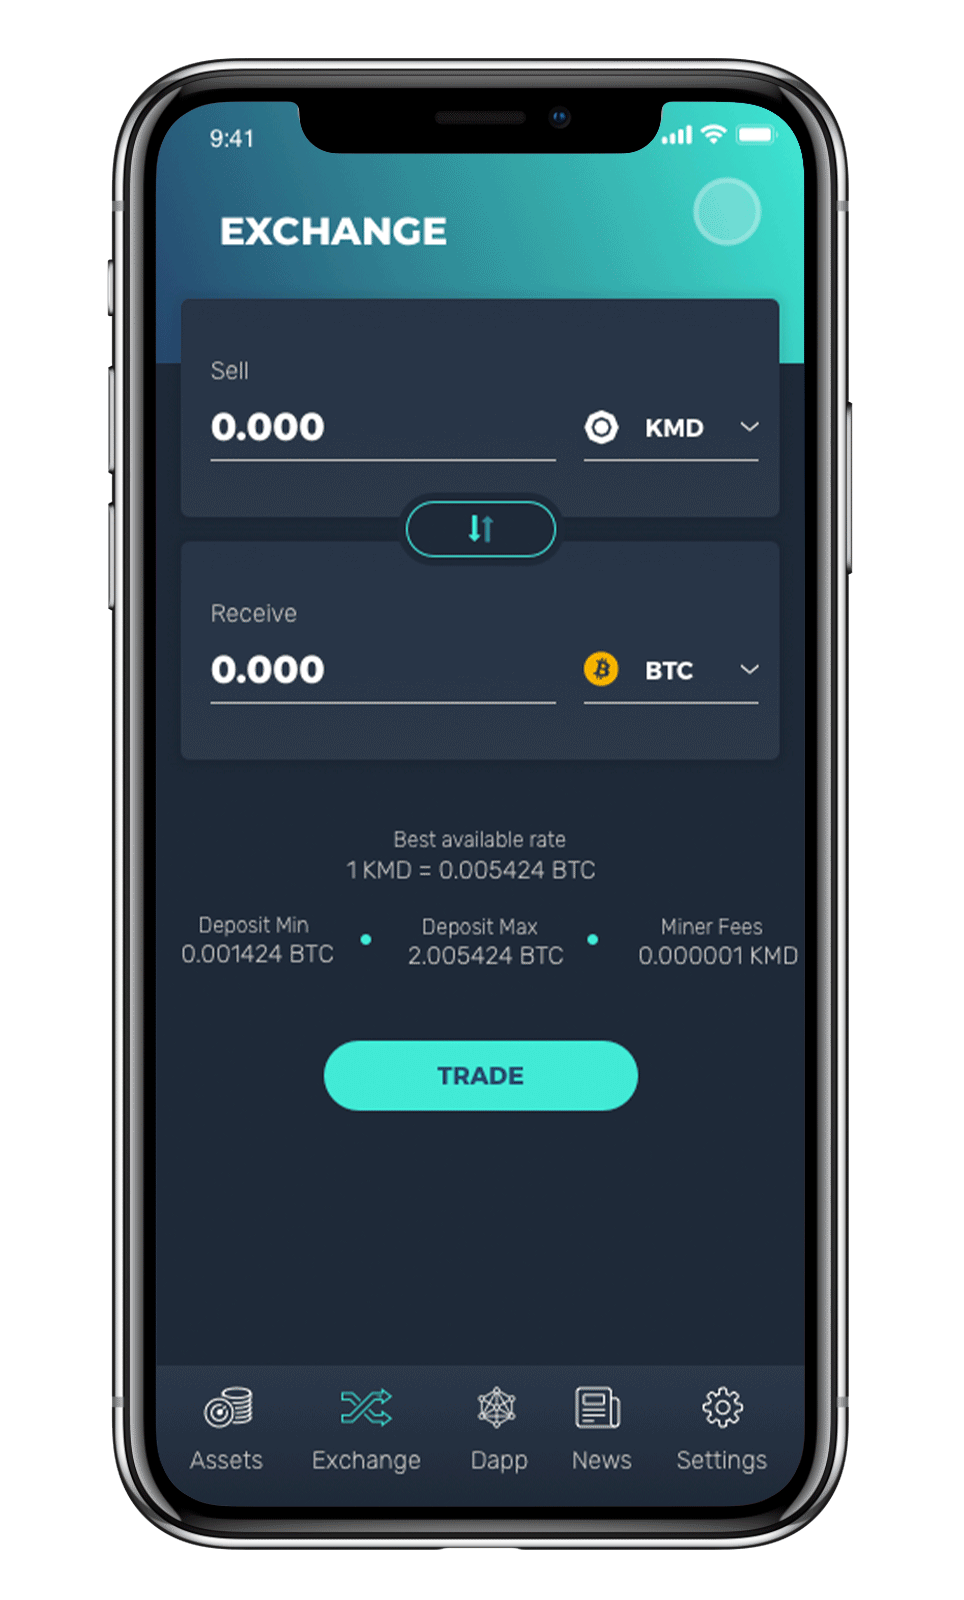 9:41
EXCHANGE
Sell
0.000 KMD
Receive
0.000 BTC
Best available rate
1 KMD = 0.005424 BTC
Deposit Min Deposit Max Miner Fees
0.001424 BTC 2.005424 BTC 0.000001 KMD
TRADE
Assets Exchange Dapp News Settings